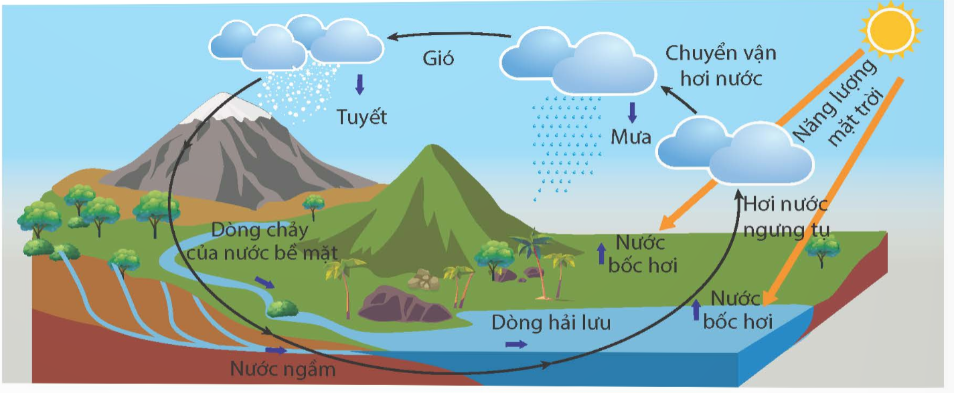 Gió
Chuyển vận
hơi nước
Năng lượng
mặt trời
Tuyết
Mưa
Hơi nước
ngưng tụ
Dòng chảy
của nước bề mặt
Nước
bốc hơi
Nước
bốc hơi
Dòng hải lưu
Nước ngầm